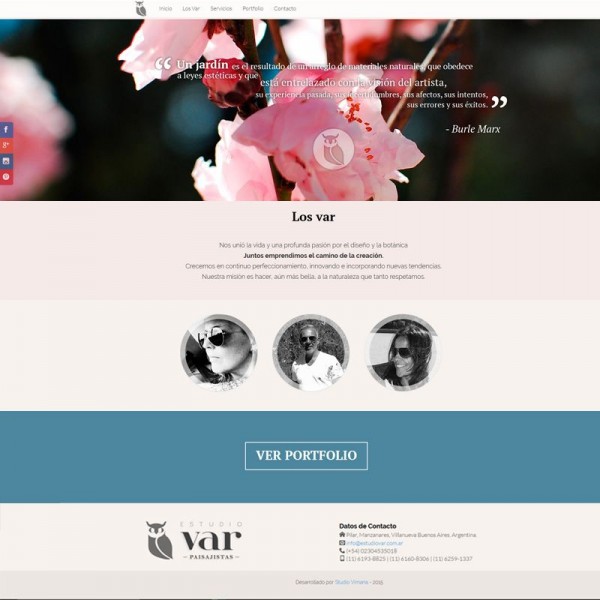 Inicio Los Var Servicios Portfolio Contacto
“ Un jardín es el resultado de un arreglo de materiales naturales, que obedece
a leyes estéticas y que
está entrelazado con la visión del artista,
su experiencia pasada, sus incertidumbres, sus afectos, sus intentos,
sus errores y sus éxitos. ”
- Burle Marx
Los var
Nos unió la vida y una profunda pasión por el diseño y la botánica
Juntos emprendimos el camino de la creación.
Crecemos en continuo perfeccionamiento, innovando e incorporando nuevas tendencias,
Nuestra misión es hacer, aún más bella, a la naturaleza que tanto respetamos.
VER PORTFOLIO
ESTUDIO
var
PAISAJISTAS
Datos de Contacto
Pilar, Manzanares, Villanueva Buenos Aires Argentina.
info@estudiovar.com.ar
(+54) 02304535018
(11) 6193-8825 | (11) 6160-8306 | (11) 6259-1337
Desarrollado por Studio Vimana - 2015